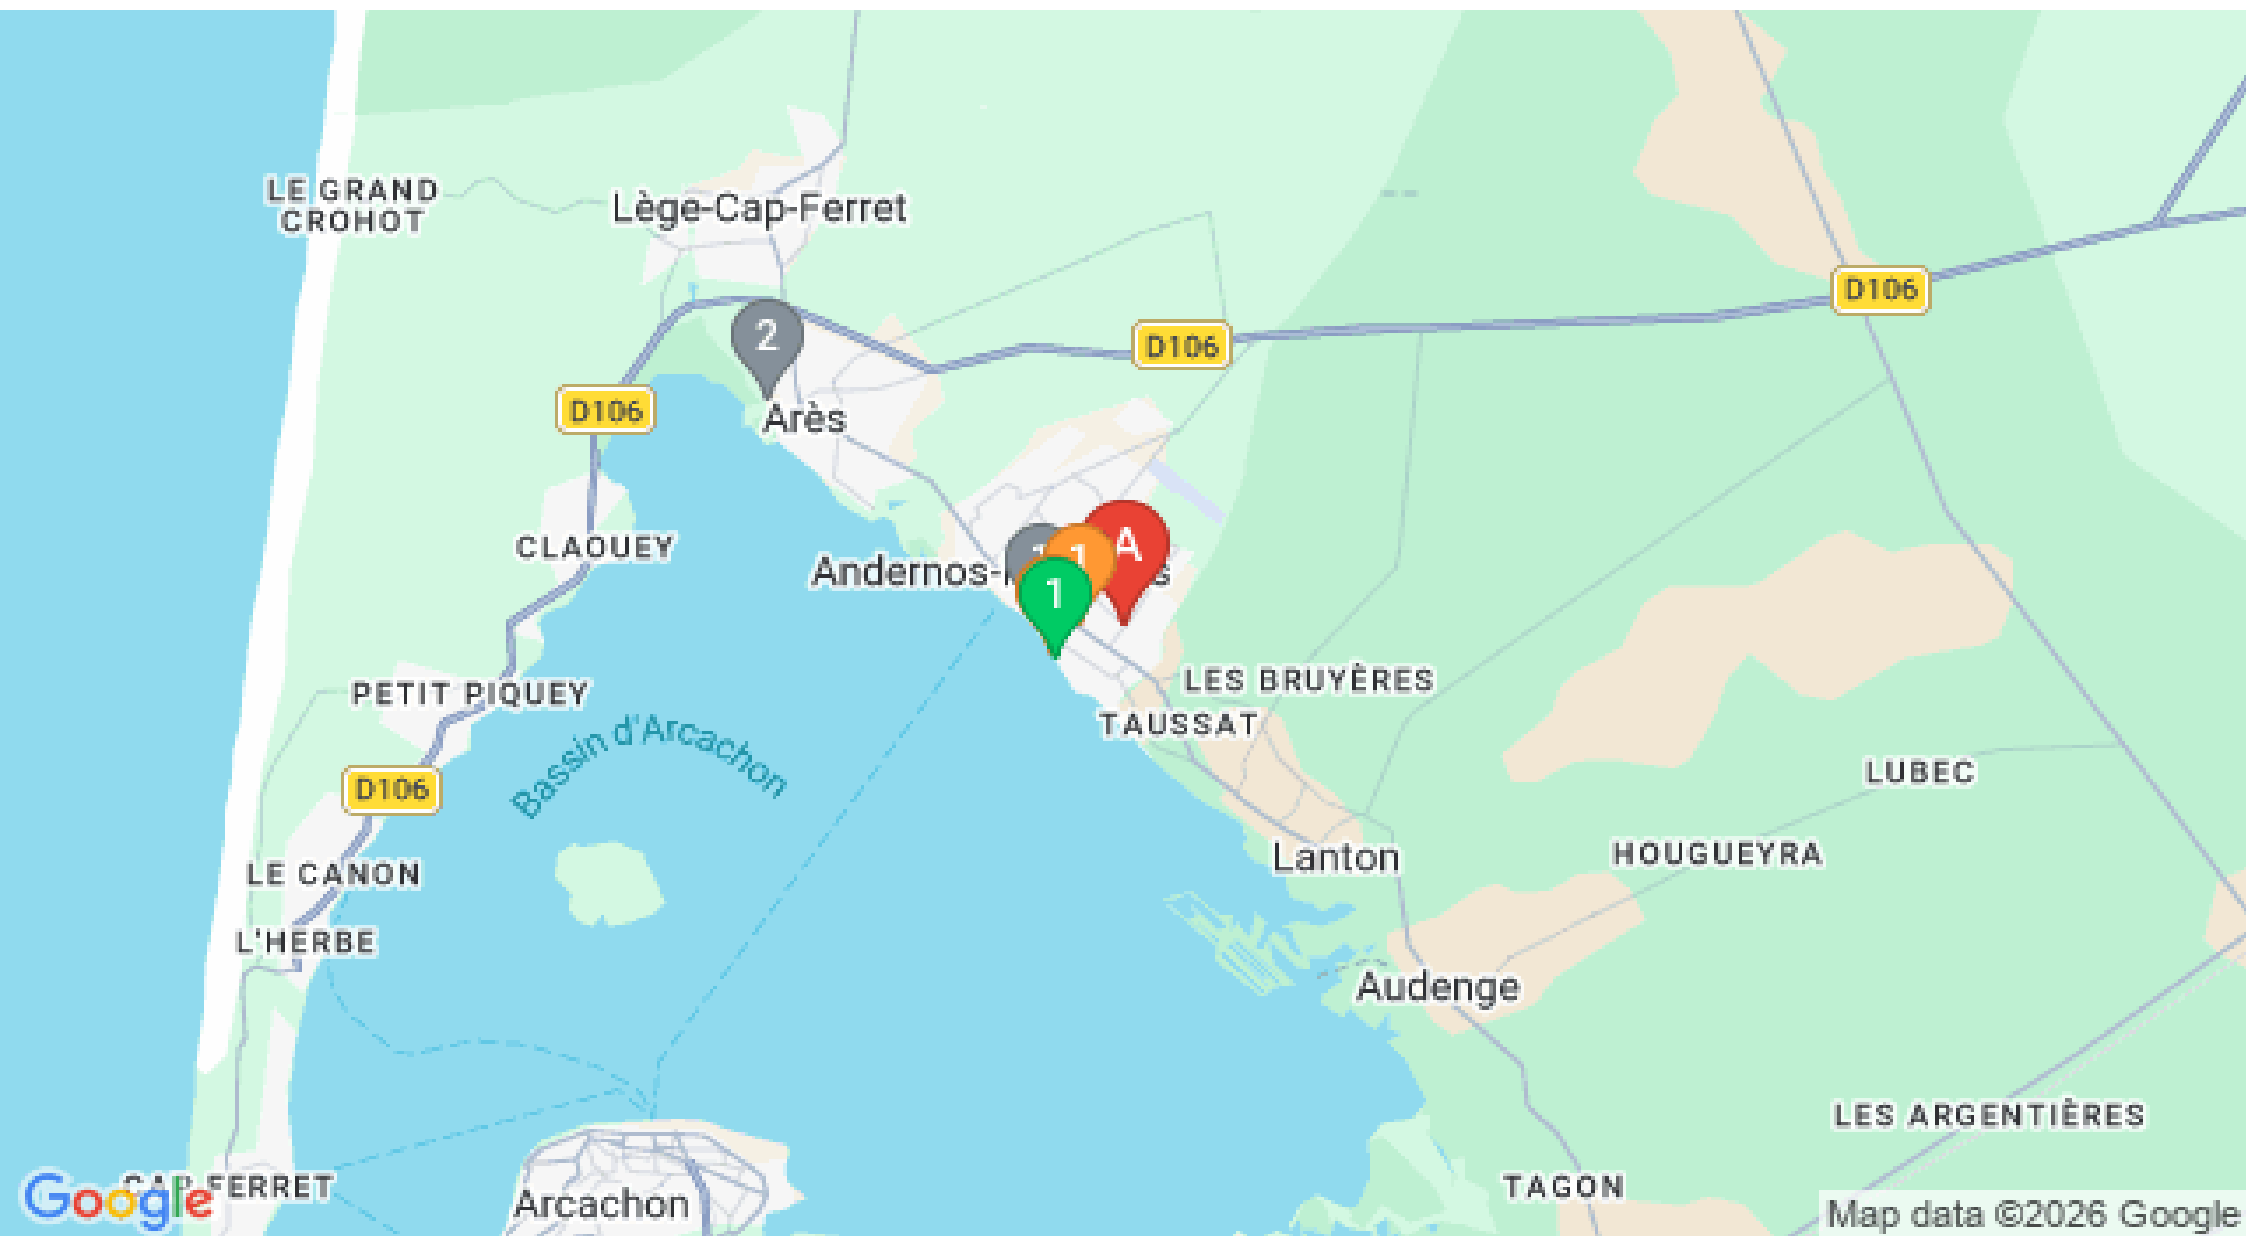 LE GRAND
CROHOT
Lège-Cap-Ferret
D106
2
D106
D106
Arès
CLAOUEY
A
1
1
PETIT PIQUEY
LES BRUYÈRES
TAUSSAT
Bassin d'Arcachon
LUBEC
D106
LE CANON
Lanton
HOUGUEYRA
L'HERBE
Audenge
LES ARGENTIÈRES
FERRET
TAGON
Google
Arcachon
Map data ©2026 Google